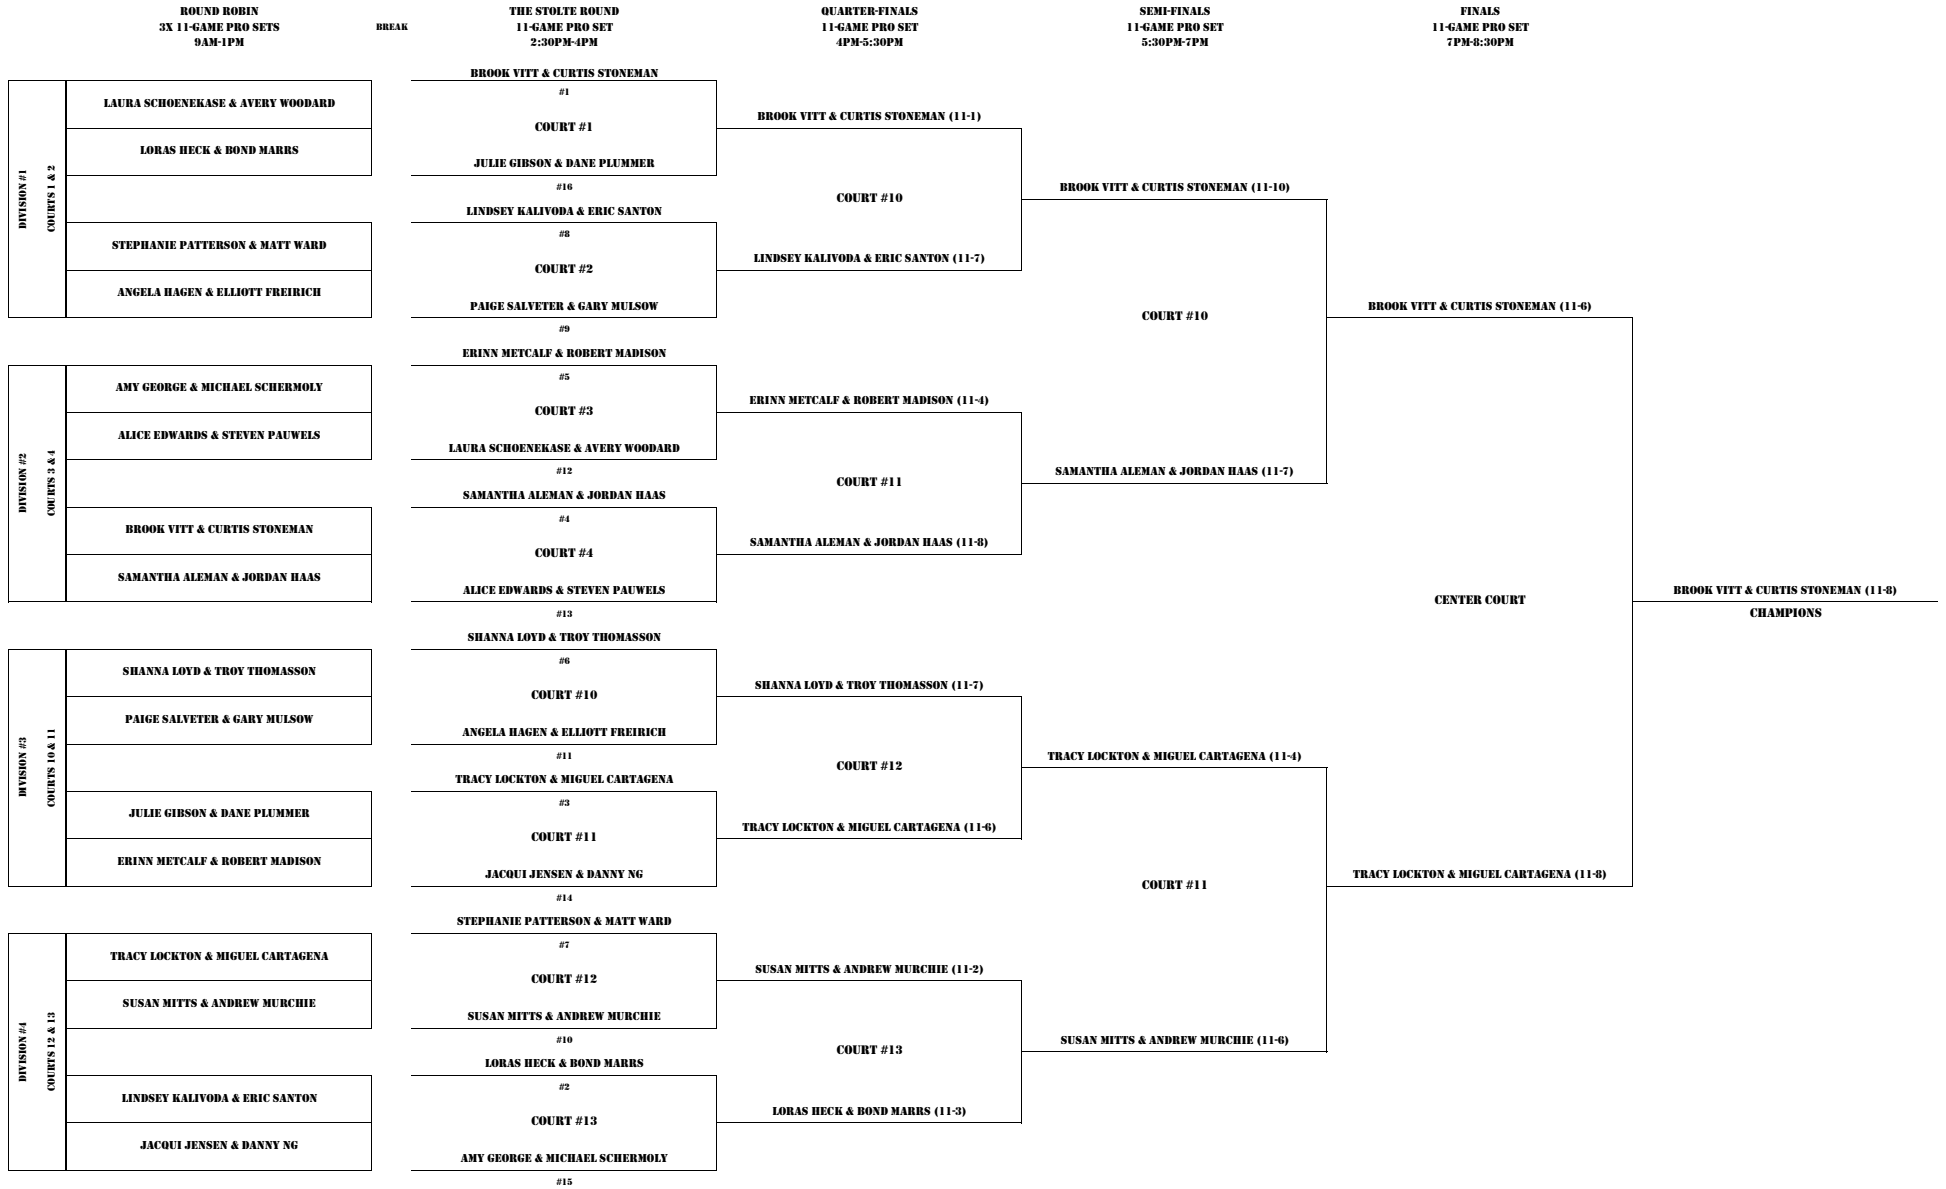 ROUND ROBIN
3X 11-GAME PRO SETS
9AM-1PM
BREAK
THE STOLTE ROUND
11-GAME PRO SET
2:30PM-4PM
QUARTER-FINALS
11-GAME PRO SET
4PM-5:30PM
SEMI-FINALS
11-GAME PRO SET
5:30PM-7PM
FINALS
11-GAME PRO SET
7PM-8:30PM
DIVISION #1
COURTS 1 & 2
LAURA SCHOENEKASE & AVERY WOODARD
LORAS HECK & BOND MARRS
STEPHANIE PATTERSON & MATT WARD
ANGELA HAGEN & ELLIOTT FREIRICH
DIVISION #2
COURTS 3 & 4
AMY GEORGE & MICHAEL SCHERMOLY
ALICE EDWARDS & STEVEN PAUWELS
BROOK VITT & CURTIS STONEMAN
SAMANTHA ALEMAN & JORDAN HAAS
DIVISION #3
COURTS 10 & 11
SHANNA LOYD & TROY THOMASSON
PAIGE SALVETER & GARY MULSOW
JULIE GIBSON & DANE PLUMMER
ERINN METCALF & ROBERT MADISON
DIVISION #4
COURTS 12 & 13
TRACY LOCKTON & MIGUEL CARTAGENA
SUSAN MITTS & ANDREW MURCHIE
LINDSEY KALIVODA & ERIC SANTON
JACQUI JENSEN & DANNY NG
BROOK VITT & CURTIS STONEMAN
#1
COURT #1
JULIE GIBSON & DANE PLUMMER
#16
LINDSEY KALIVODA & ERIC SANTON
#8
COURT #2
PAIGE SALVETER & GARY MULSOW
#9
ERINN METCALF & ROBERT MADISON
#5
COURT #3
LAURA SCHOENEKASE & AVERY WOODARD
#12
SAMANTHA ALEMAN & JORDAN HAAS
#4
COURT #4
ALICE EDWARDS & STEVEN PAUWELS
#13
SHANNA LOYD & TROY THOMASSON
#6
COURT #10
ANGELA HAGEN & ELLIOTT FREIRICH
#11
TRACY LOCKTON & MIGUEL CARTAGENA
#3
COURT #11
JACQUI JENSEN & DANNY NG
#14
STEPHANIE PATTERSON & MATT WARD
#7
COURT #12
SUSAN MITTS & ANDREW MURCHIE
#10
LORAS HECK & BOND MARRS
#2
COURT #13
AMY GEORGE & MICHAEL SCHERMOLY
#15
BROOK VITT & CURTIS STONEMAN (11-1)
COURT #10
LINDSEY KALIVODA & ERIC SANTON (11-7)
ERINN METCALF & ROBERT MADISON (11-4)
COURT #11
SAMANTHA ALEMAN & JORDAN HAAS (11-8)
SHANNA LOYD & TROY THOMASSON (11-7)
COURT #12
TRACY LOCKTON & MIGUEL CARTAGENA (11-6)
SUSAN MITTS & ANDREW MURCHIE (11-2)
COURT #13
LORAS HECK & BOND MARRS (11-3)
BROOK VITT & CURTIS STONEMAN (11-10)
COURT #10
SAMANTHA ALEMAN & JORDAN HAAS (11-7)
TRACY LOCKTON & MIGUEL CARTAGENA (11-4)
COURT #11
SUSAN MITTS & ANDREW MURCHIE (11-6)
BROOK VITT & CURTIS STONEMAN (11-6)
CENTER COURT
TRACY LOCKTON & MIGUEL CARTAGENA (11-8)
BROOK VITT & CURTIS STONEMAN (11-8)
CHAMPIONS